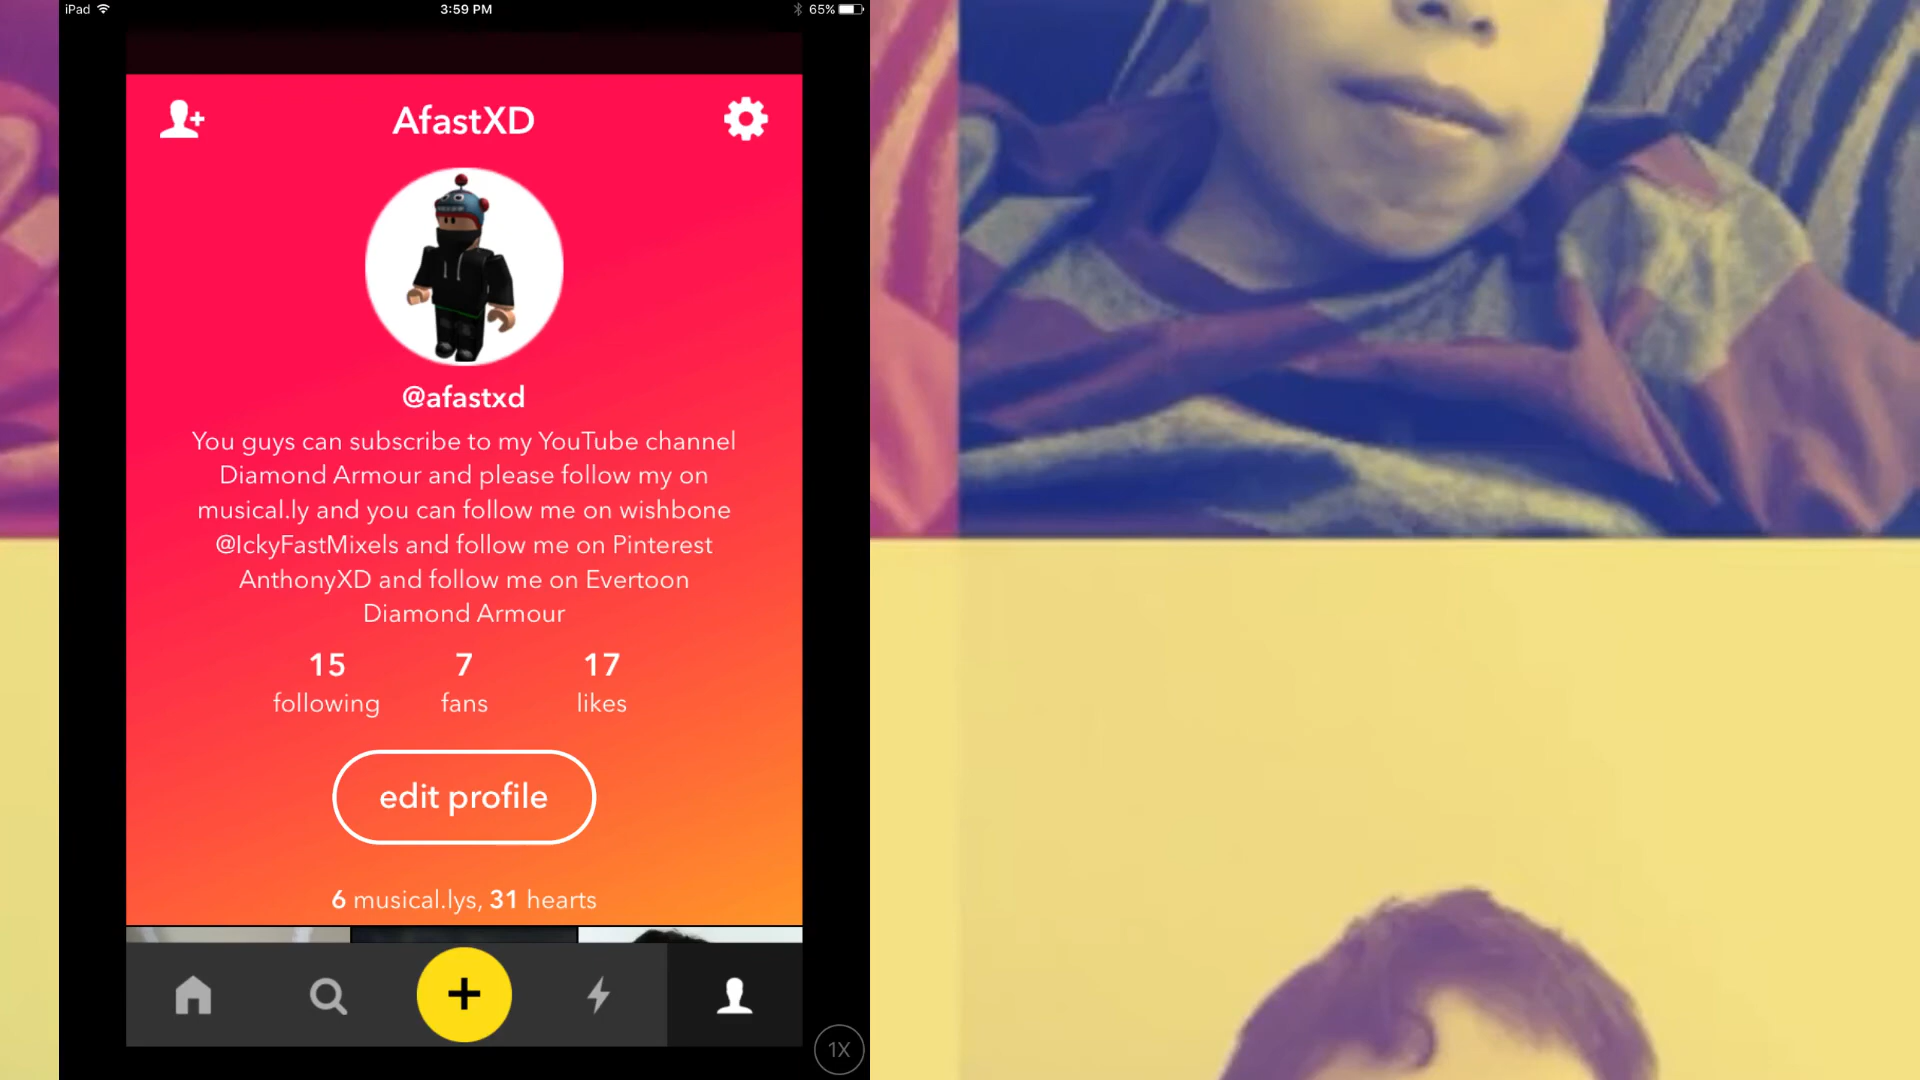 iPad 3:59 PM 65%
AfastXD
@afastxd
You guys can subscribe to my YouTube channel
Diamond Armour and please follow my on
musical.ly and you can follow me on wishbone
@IckyFastMixels and follow me on Pinterest
AnthonyXD and follow me on Evertoon
Diamond Armour
15 7 17
following fans likes
edit profile
6 musical.lys, 31 hearts
1X